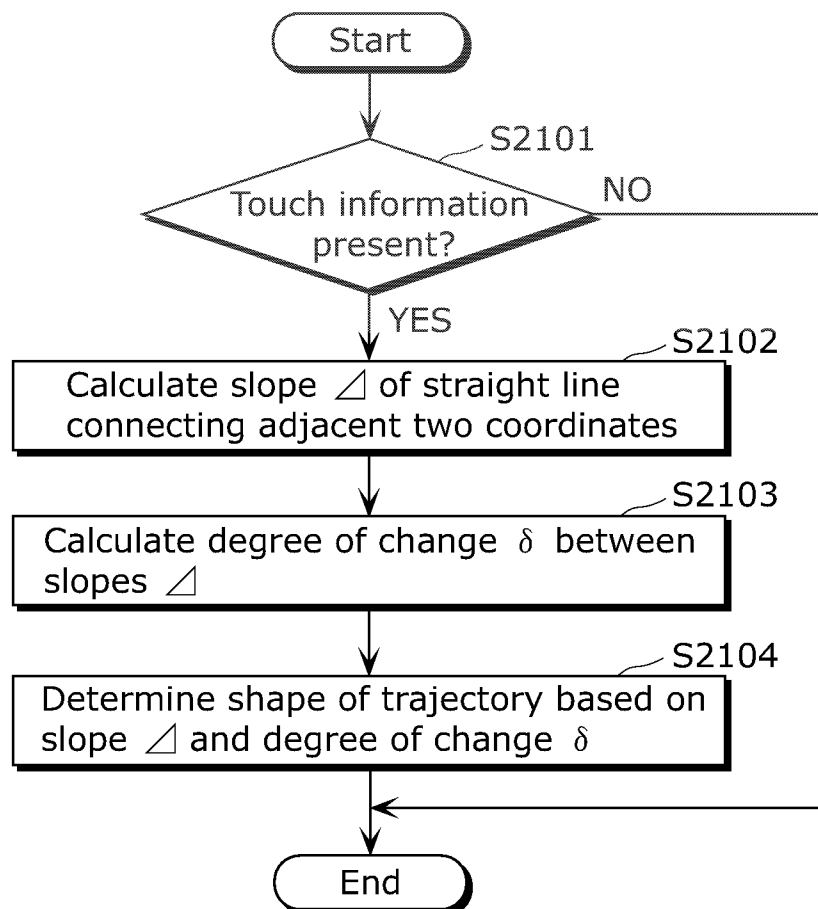 Start
S2101
Touch information
present?
NO
YES
S2102
Calculate slope ⊿ of straight line
connecting adjacent two coordinates
S2103
Calculate degree of change δ between
slopes ⊿
S2104
Determine shape of trajectory based on
slope ⊿ and degree of change δ
End